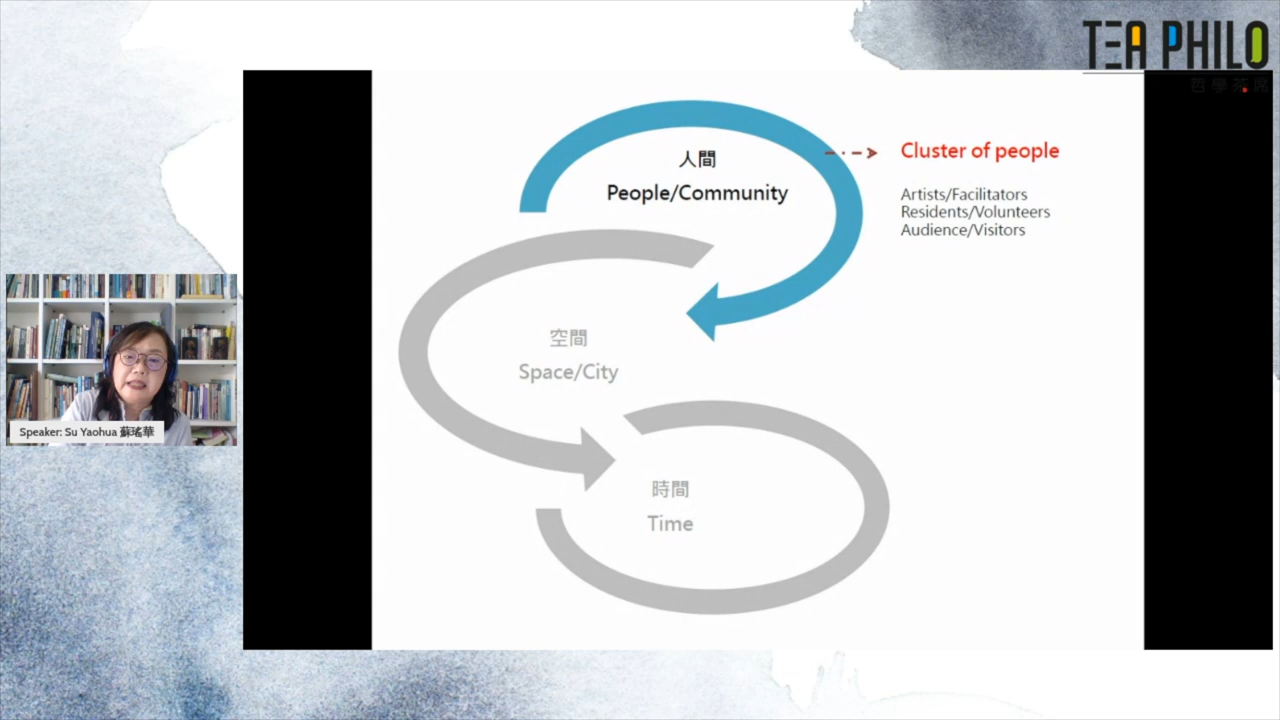 TEA PHILO
哲學茶席
人間
People/Community
Cluster of people
Artists/Facilitators
Residents/Volunteers
Audience/Visitors
空間
Space/City
Speaker: Su Yaohua 蘇瑤華
時間
Time